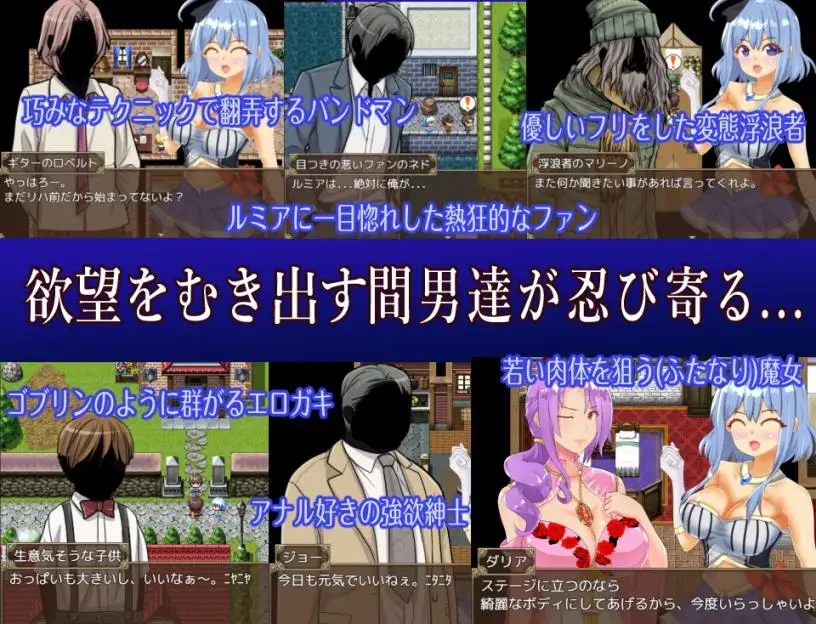 巧みなテクニックで翻弄するバンドマン
優しいフリをした変態浮浪者
ギターのロベルト
やっほろー。
まだリハ前だから始まってないよ？
目つきの悪いファンのネド
ルミアは...絶対に俺が...
浮浪者のマリーノ
また何か聞きたい事があれば言ってくれよ。
ルミアに一目惚れした熱狂的なファン
欲望をむき出す間男達が忍び寄る...
若い肉体を狙う(ふたなり)魔女
ゴブリンのように群がるエロガキ
アナル好きの強欲紳士
生意気そうな子供
おっぱいも大きいし、いいなぁ～。ﾆﾔﾆﾔ
ジョー
今日も元気でいいねぇ。ﾆﾀﾆﾀ
ダリア
ステージに立つのなら
綺麗なボディにしてあげるから、今度いらっしゃいよ